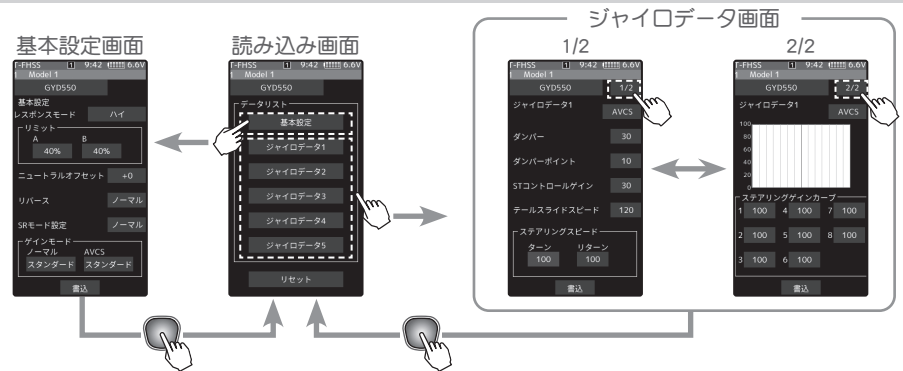 ジャイロデータ画面
基本設定画面
読み込み画面
1/2
2/2
T-FHSS 1 9:42 6.6V
Model 1
GYD550
基本設定
レスポンスモード ハイ
リミット
A B
40% 40%
ニュートラルオフセット +0
リバース ノーマル
SRモード設定 ノーマル
ゲインモード
ノーマル AVCS
スタンダード スタンダード
書込
T-FHSS 1 9:42 6.6V
Model 1
GYD550
データリスト
基本設定
ジャイロデータ1
ジャイロデータ2
ジャイロデータ3
ジャイロデータ4
ジャイロデータ5
リセット
T-FHSS 1 9:42 6.6V
Model 1
GYD550 1/2
ジャイロデータ1 AVCS
ダンパー 30
ダンパーポイント 10
STコントロールゲイン 30
テールスライドスピード 120
ステアリングスピード
ターン リターン
100 100
書込
T-FHSS 1 9:42 6.6V
Model 1
GYD550 2/2
ジャイロデータ1 AVCS
100
80
60
40
20
0
ステアリングゲインカーブ
1 100 4 100 7 100
2 100 5 100 8 100
3 100 6 100
書込